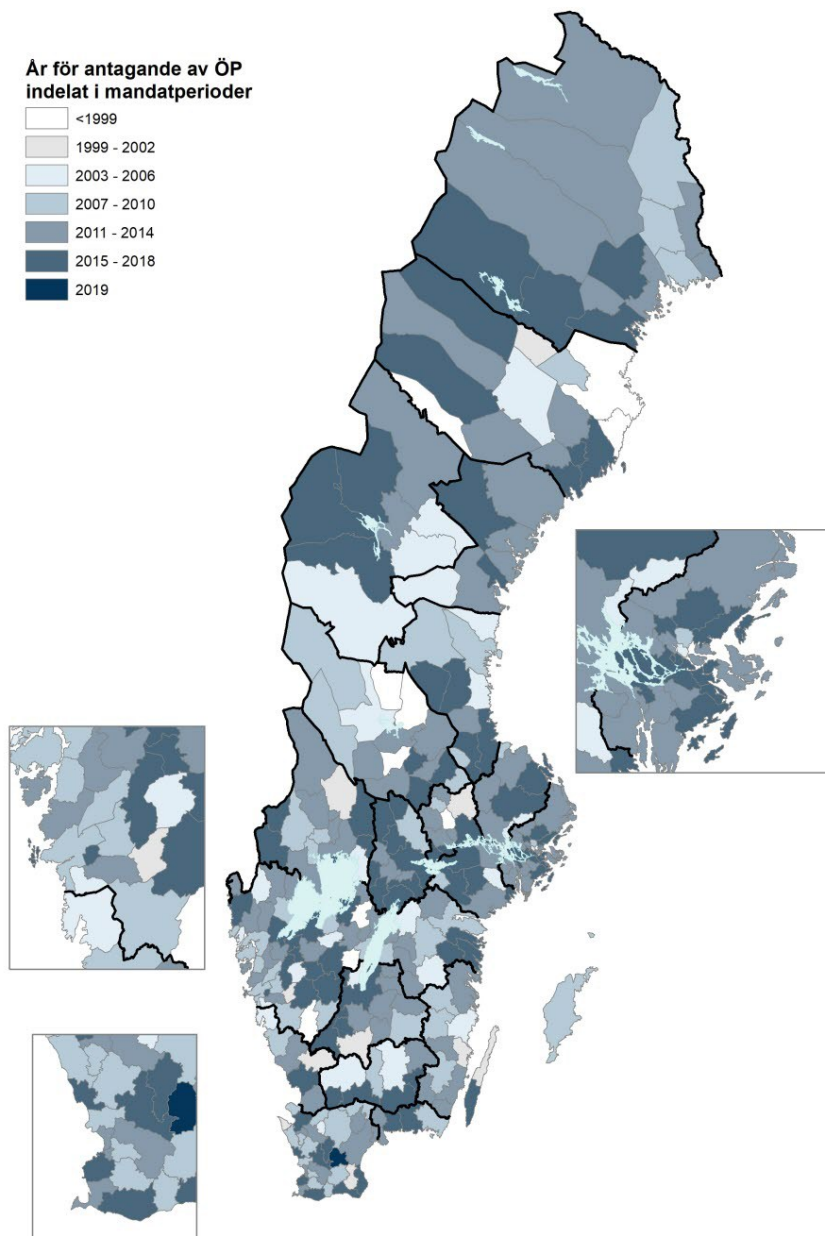 År för antagande av ÖP
indelat i mandatperioder
<1999
1999 - 2002
2003 - 2006
2007 - 2010
2011 - 2014
2015 - 2018
2019